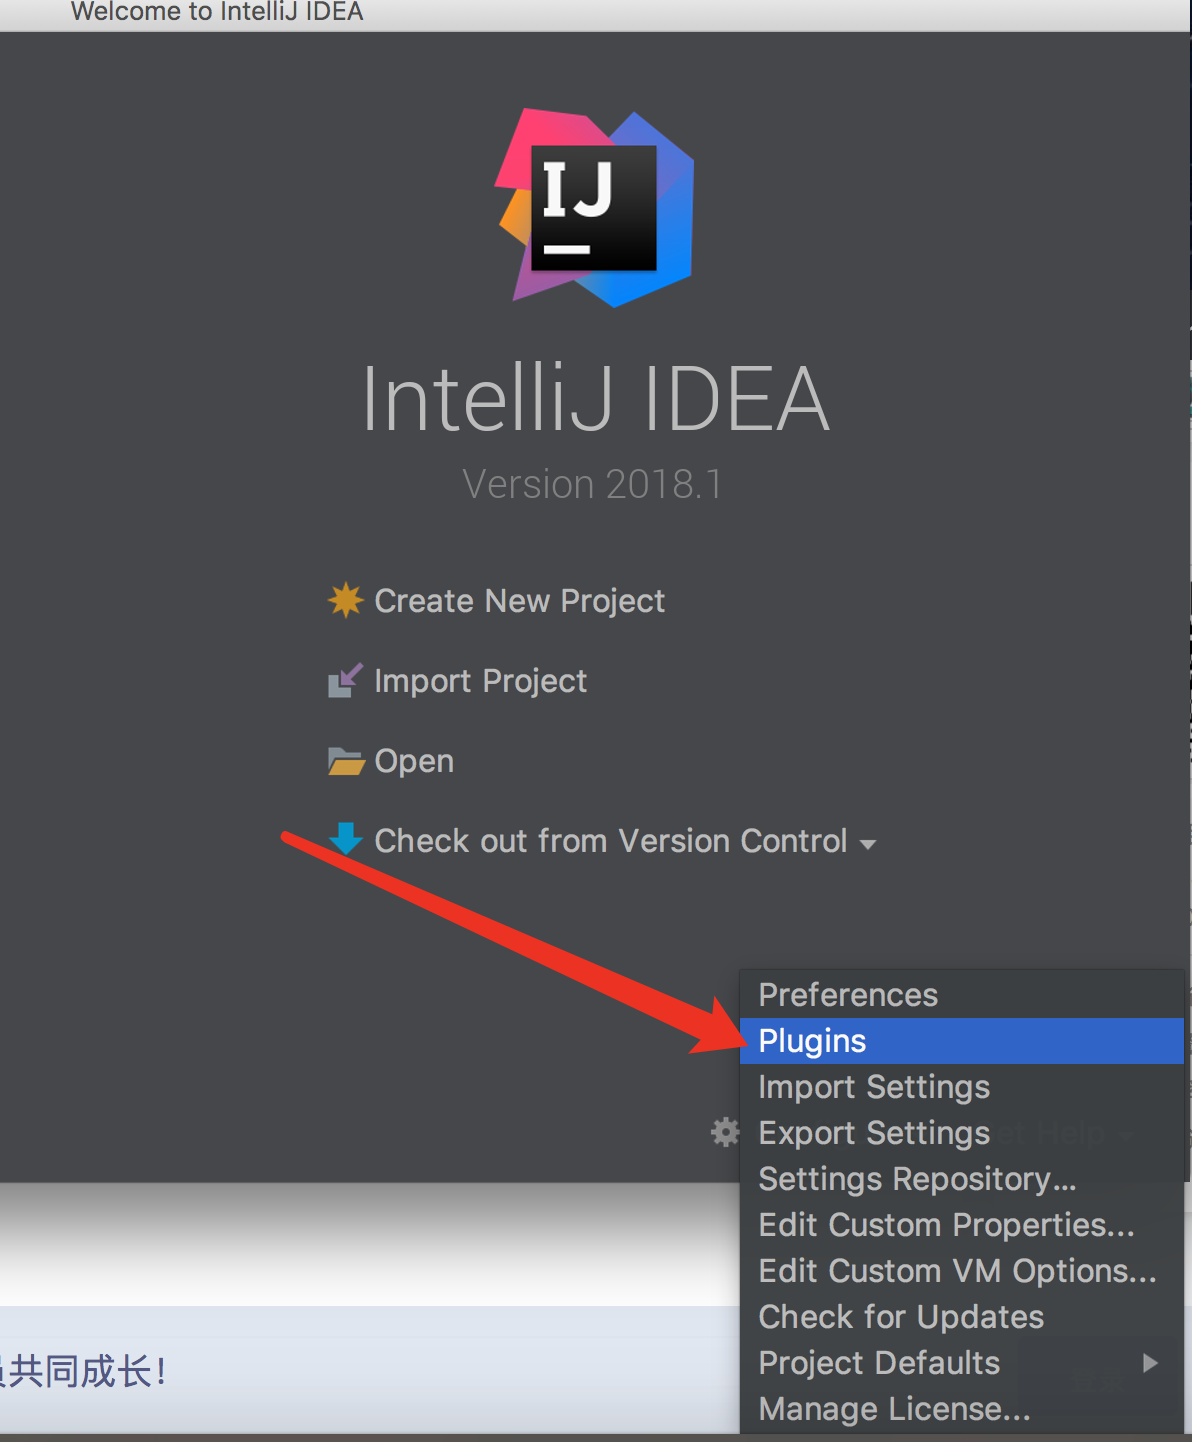 Welcome to IntelliJ IDEA
IJ
IntelliJ IDEA
Version 2018.1
Create New Project
Import Project
Open
Check out from Version Control
Preferences
Plugins
Import Settings
Export Settings
Help
Settings Repository...
Edit Custom Properties...
Edit Custom VM Options...
Check for Updates
Project Defaults
Manage License...
共同成长！